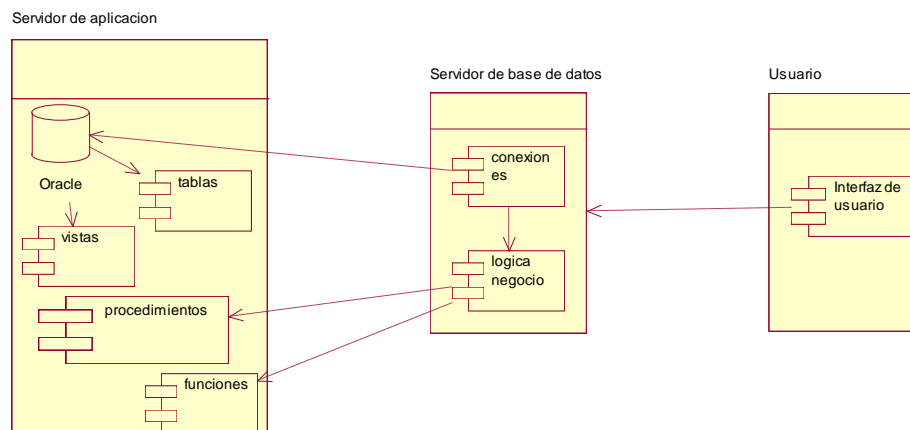 Servidor de aplicacion
Servidor de base de datos
Usuario
Oracle
tablas
vistas
procedimientos
funciones
conexion
es
logica
negocio
Interfaz de
usuario